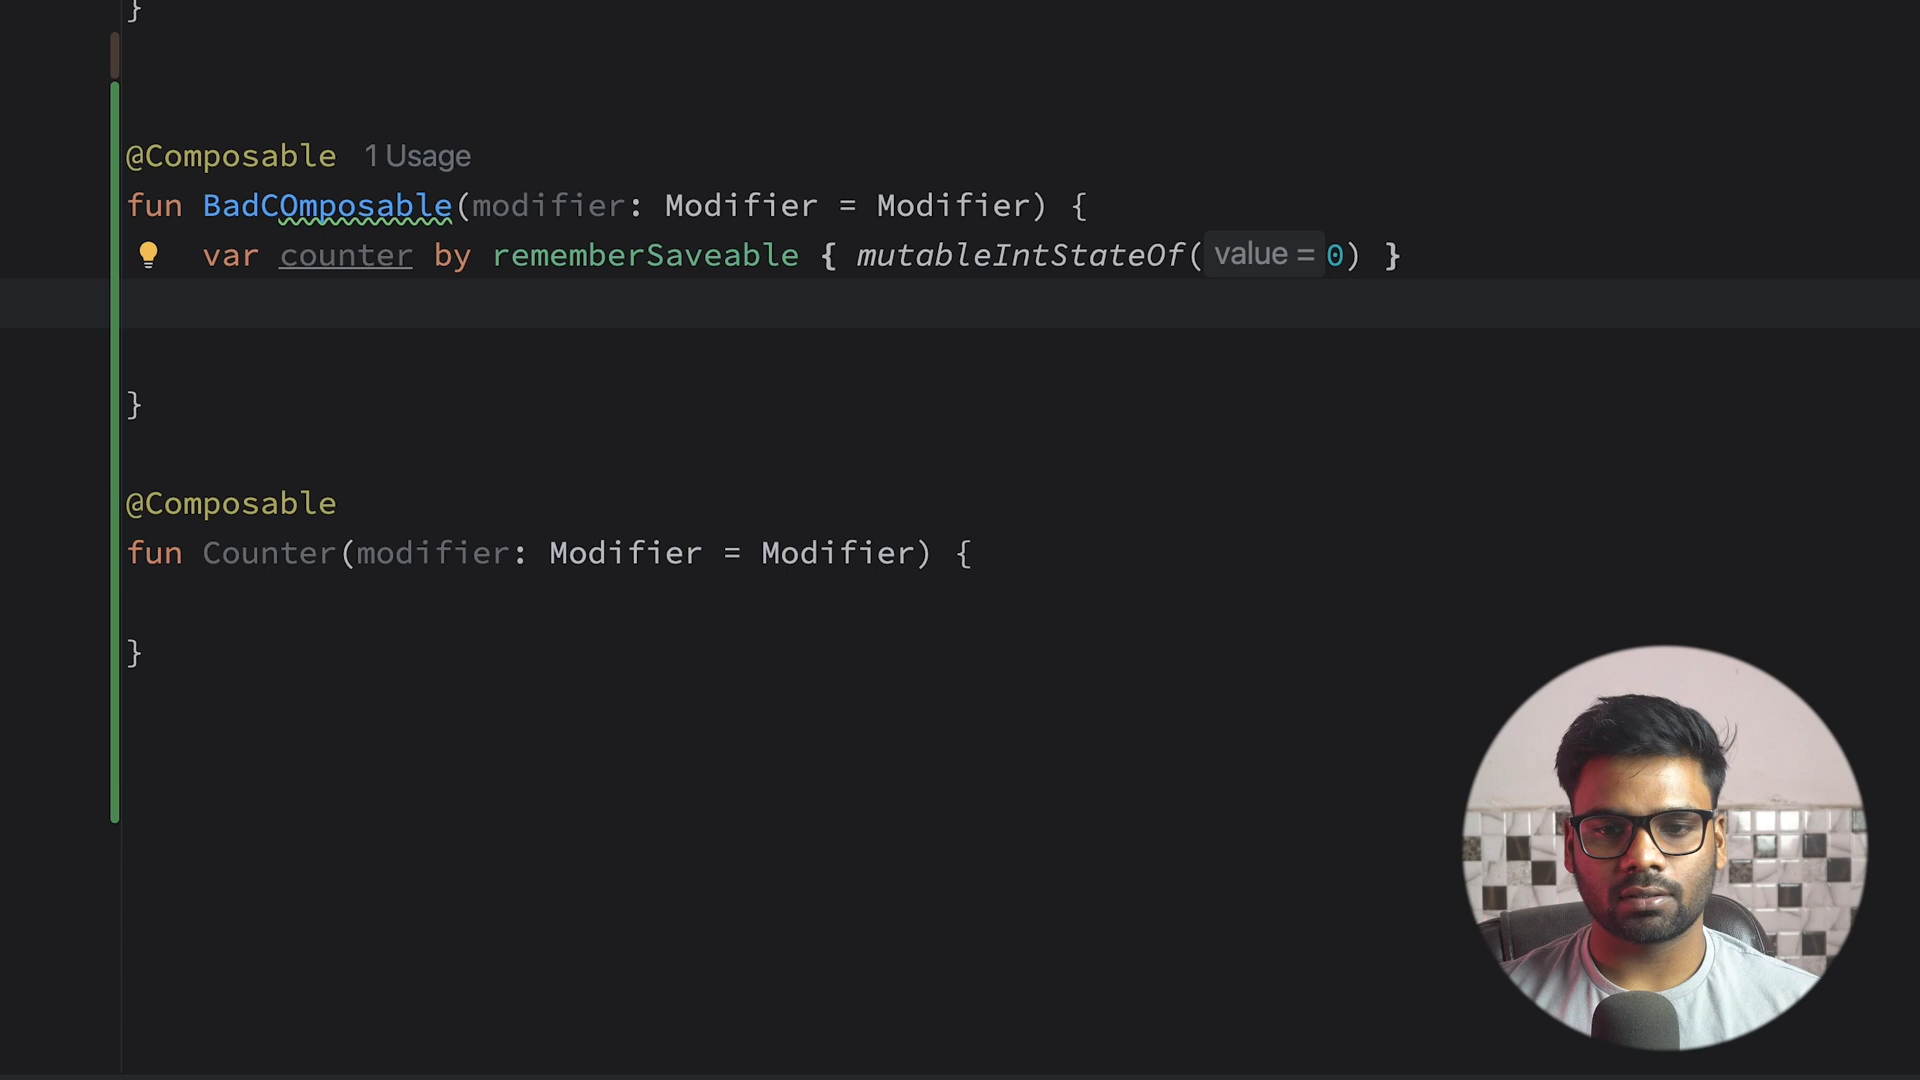 }
@Composable 1 Usage
fun BadCOmposable(modifier: Modifier = Modifier) {
var counter by rememberSaveable { mutableIntStateOf( value = 0) }
}
@Composable
fun Counter(modifier: Modifier = Modifier) {
}